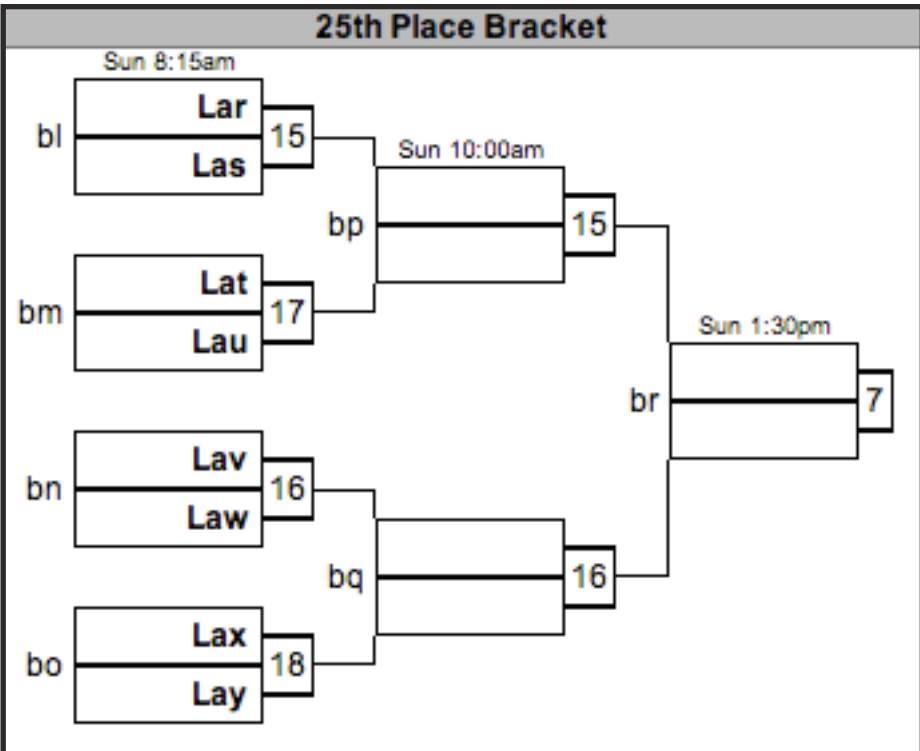 25th Place Bracket
Sun 8:15am
Lar
bl
15
Las
Sun 10:00am
bp
15
Lat
bm
17
Lau
Sun 1:30pm
br
7
Lav
bn
16
Law
bq
16
Lax
bo
18
Lay